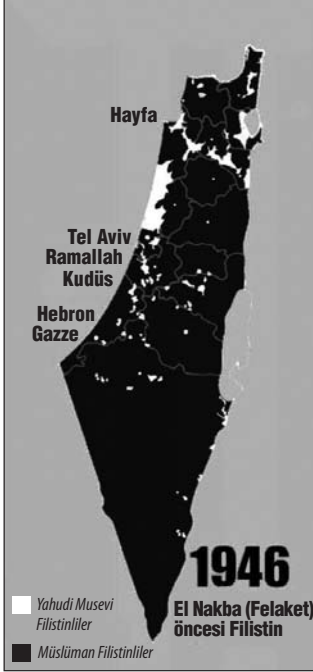 Hayfa
Tel Aviv
Ramallah
Kudüs
Hebron
Gazze
1946
El Nakba (Felaket)
öncesi Filistin
Yahudi Musevi
Filistinliler
Müslüman Filistinliler